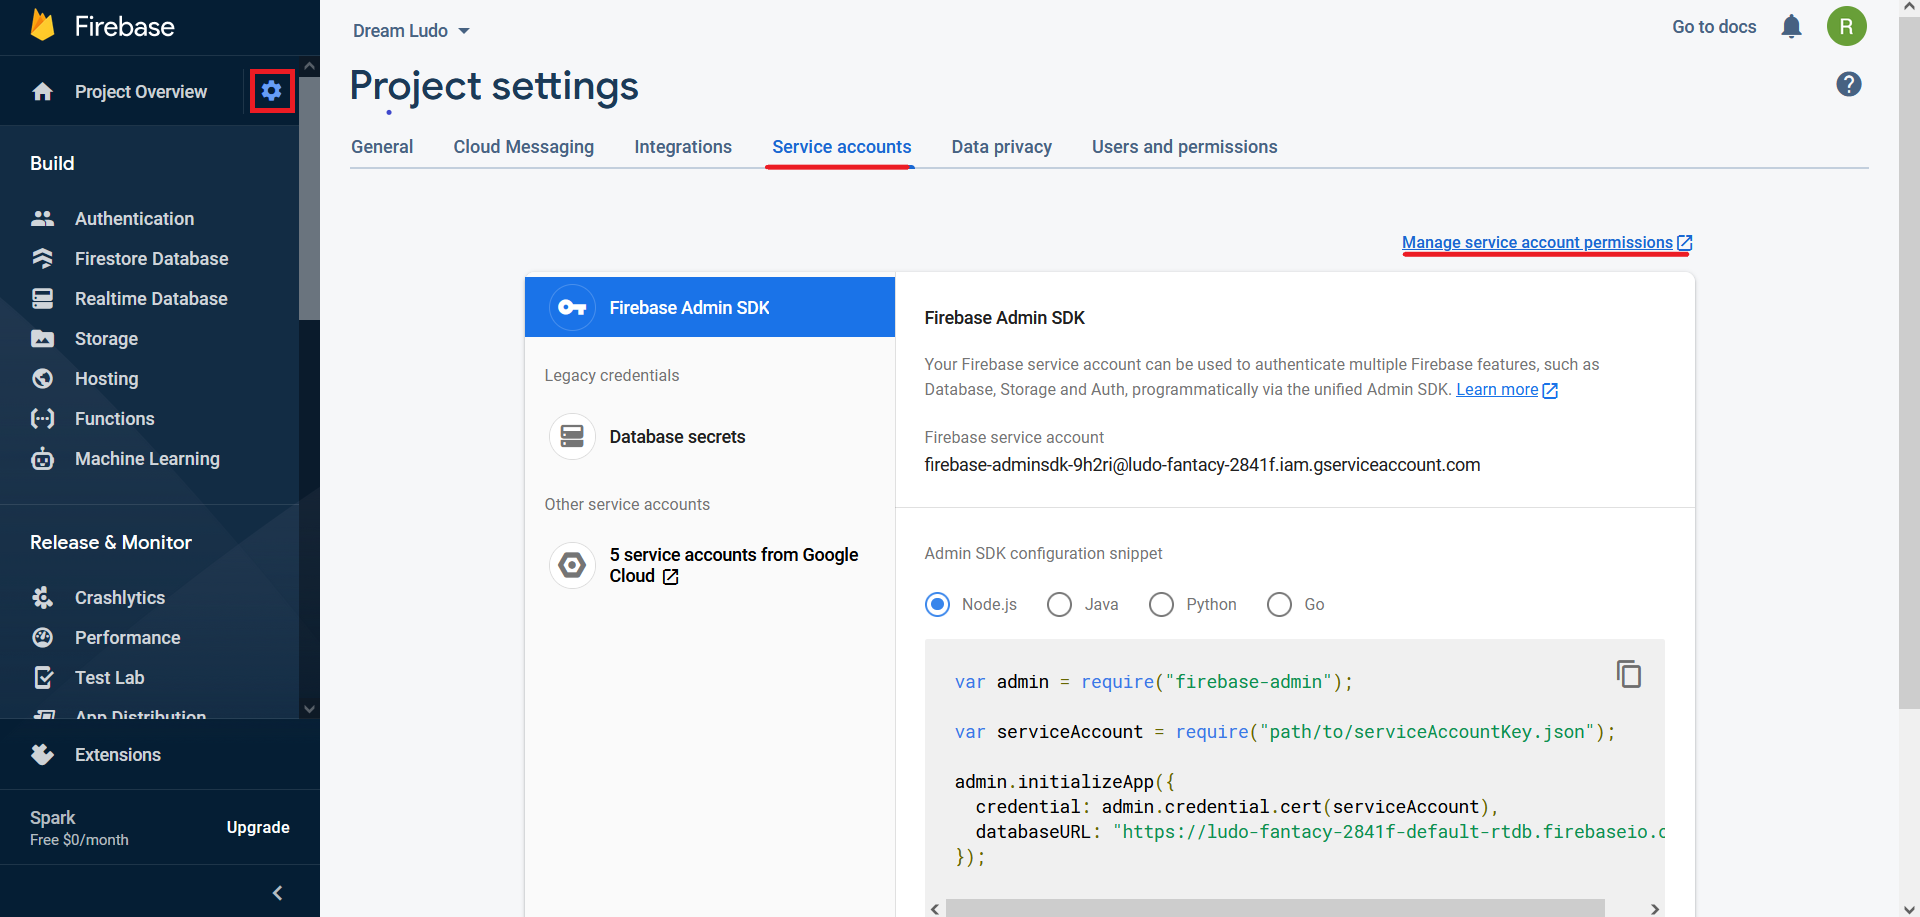 Firebase
Project Overview
Build
Authentication
Firestore Database
Realtime Database
Storage
Hosting
Functions
Machine Learning
Release & Monitor
Crashlytics
Performance
Test Lab
App Distribution
Extensions
Spark
Free $0/month
Upgrade
Dream Ludo
Go to docs
R
Project settings
?
General Cloud Messaging Integrations Service accounts Data privacy Users and permissions
Manage service account permissions
Firebase Admin SDK
Legacy credentials
Database secrets
Other service accounts
5 service accounts from Google
Cloud
Firebase Admin SDK
Your Firebase service account can be used to authenticate multiple Firebase features, such as
Database, Storage and Auth, programmatically via the unified Admin SDK. Learn more
Firebase service account
firebase-adminsdk-9h2ri@ludo-fantacy-2841f.iam.gserviceaccount.com
Admin SDK configuration snippet
Node.js Java Python Go
var admin = require("firebase-admin");
var serviceAccount = require("path/to/serviceAccountKey.json");
admin.initializeApp({
credential: admin.credential.cert(serviceAccount),
databaseURL: "https://ludo-fantacy-2841f-default-rtdb.firebaseio.c
});